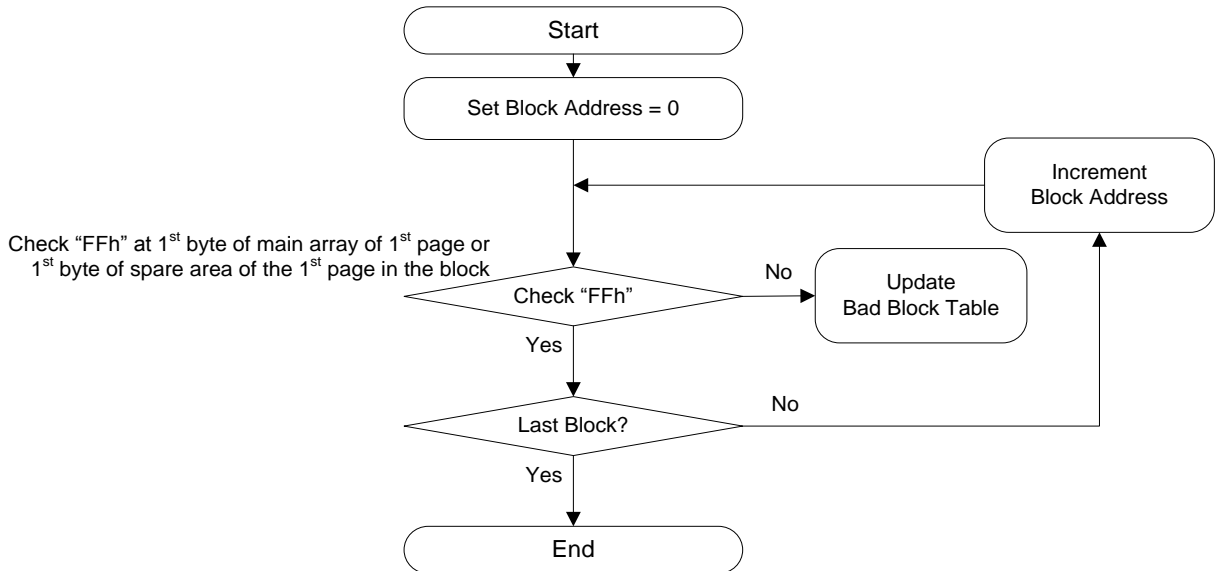 Start
Set Block Address = 0
Increment
Block Address
Check “FFh” at 1st byte of main array of 1st page or
1st byte of spare area of the 1st page in the block
Check “FFh”
No
Update
Bad Block Table
Yes
Last Block?
No
Yes
End